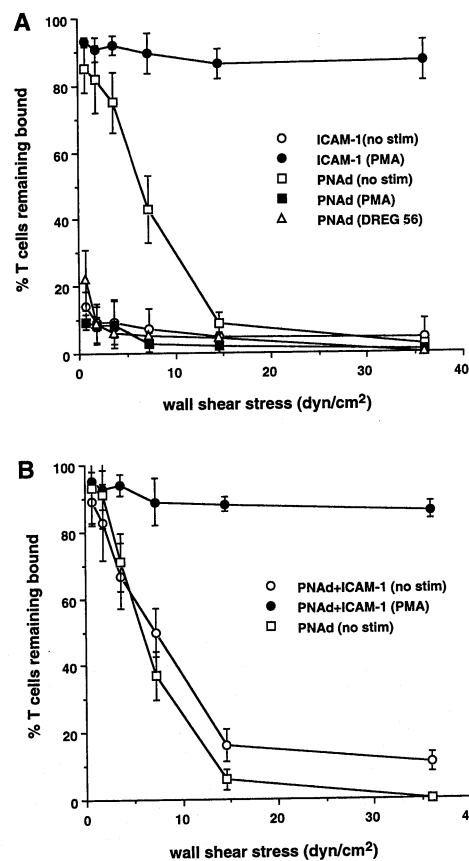 A
100
80
60
40
20
0
% T cells remaining bound
ICAM-1(no stim)
ICAM-1 (PMA)
PNAd (no stim)
PNAd (PMA)
PNAd (DREG 56)
0 10 20 30 40
wall shear stress (dyn/cm²)
B
100
80
60
40
20
0
% T cells remaining bound
PNAd+ICAM-1 (no stim)
PNAd+ICAM-1 (PMA)
PNAd (no stim)
0 10 20 30 4
wall shear stress (dyn/cm²)